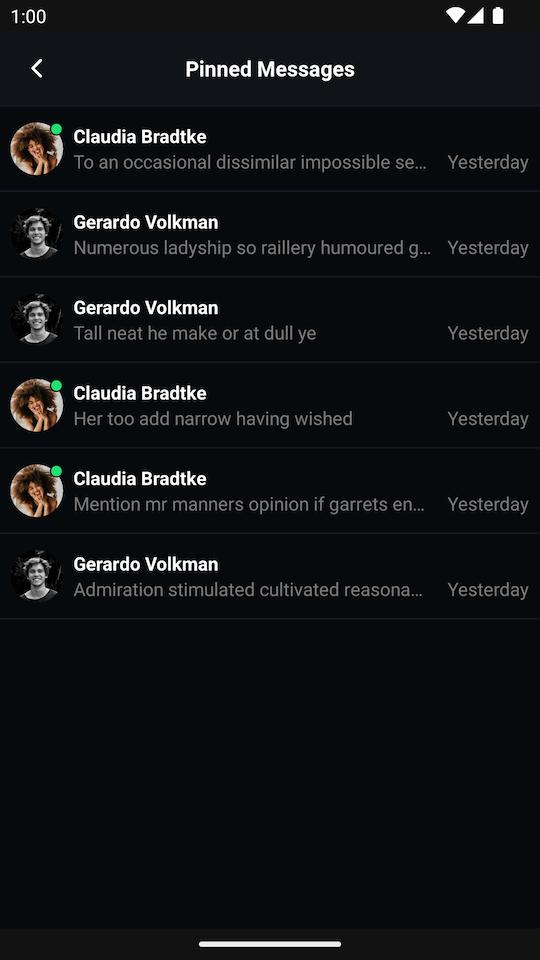 1:00
Pinned Messages
Claudia Bradtke
To an occasional dissimilar impossible se... Yesterday
Gerardo Volkman
Numerous ladyship so raillery humoured g... Yesterday
Gerardo Volkman
Tall neat he make or at dull ye Yesterday
Claudia Bradtke
Her too add narrow having wished Yesterday
Claudia Bradtke
Mention mr manners opinion if garrets en... Yesterday
Gerardo Volkman
Admiration stimulated cultivated reasona... Yesterday